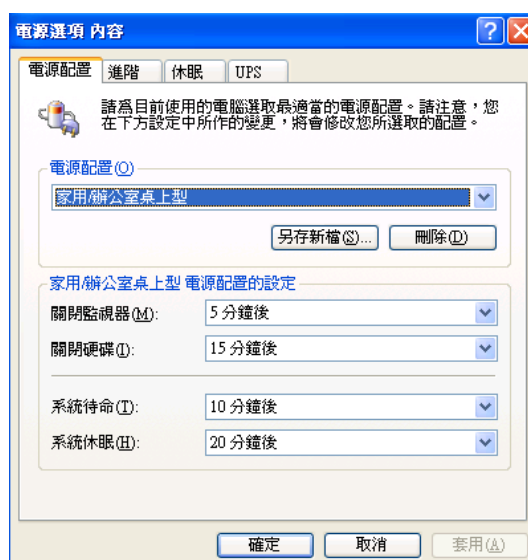 電源選項 內容
電源配置 進階 休眠 UPS
請為目前使用的電腦選取最適當的電源配置。請注意，您
在下方設定中所作的變更，將會修改您所選取的配置。
電源配置(O)
家用/辦公室桌上型
另存新檔(S)... 刪除(D)
家用/辦公室桌上型 電源配置的設定
關閉監視器(M): 5 分鐘後
關閉硬碟(I): 15 分鐘後
系統待命(T): 10 分鐘後
系統休眠(H): 20 分鐘後
確定 取消 套用(A)